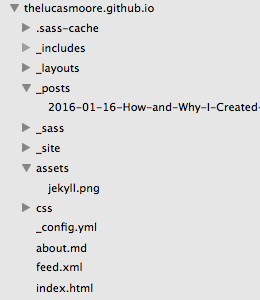 thelucasmoore.github.io
.sass-cache
_includes
_layouts
_posts
2016-01-16-How-and-Why-I-Created-
_sass
_site
assets
jekyll.png
css
_config.yml
about.md
feed.xml
index.html